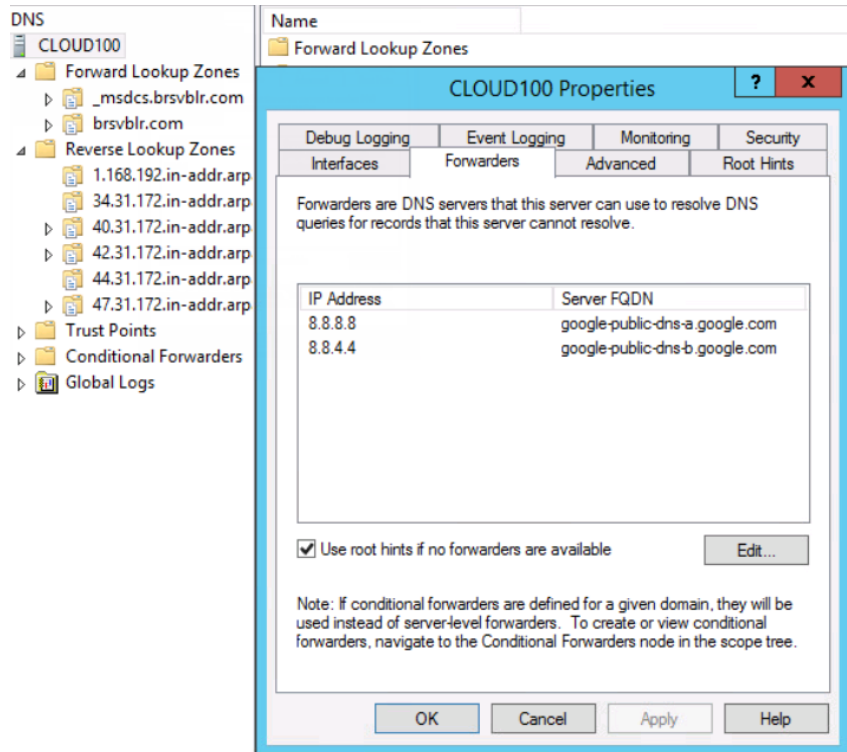 DNS
CLOUD100
Forward Lookup Zones
_msdcs.brsvblr.com
brsvblr.com
Reverse Lookup Zones
1.168.192.in-addr.arp
34.31.172.in-addr.arp
40.31.172.in-addr.arp
42.31.172.in-addr.arp
44.31.172.in-addr.arp
47.31.172.in-addr.arp
Trust Points
Conditional Forwarders
Global Logs
Name
Forward Lookup Zones
CLOUD100 Properties
? x
Debug Logging Event Logging Monitoring Security
Interfaces Forwarders Advanced Root Hints
Forwarders are DNS servers that this server can use to resolve DNS
queries for records that this server cannot resolve.
IP Address Server FQDN
8.8.8.8 google-public-dns-a.google.com
8.8.4.4 google-public-dns-b.google.com
Use root hints if no forwarders are available Edit...
Note: If conditional forwarders are defined for a given domain, they will be
used instead of server-level forwarders. To create or view conditional
forwarders, navigate to the Conditional Forwarders node in the scope tree.
OK Cancel Apply Help